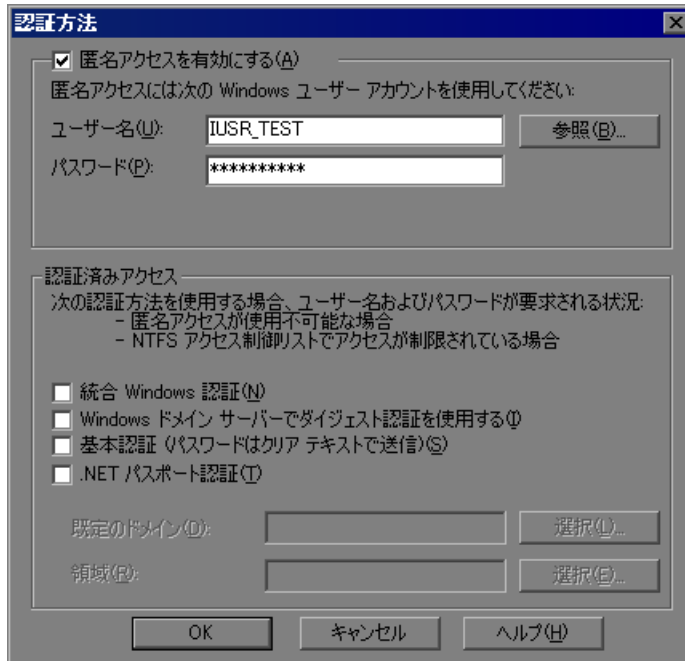 認証方法
匿名アクセスを有効にする(A)
匿名アクセスには次の Windows ユーザー アカウントを使用してください:
ユーザー名(U): IUSR_TEST 参照(B)...
パスワード(P): **********
認証済みアクセス
次の認証方法を使用する場合、ユーザー名およびパスワードが要求される状況:
- 匿名アクセスが使用不可能な場合
- NTFS アクセス制御リストでアクセスが制限されている場合
統合 Windows 認証(N)
Windows ドメイン サーバーでダイジェスト認証を使用する(I)
基本認証 (パスワードはクリア テキストで送信)(S)
.NET パスポート認証(T)
既定のドメイン(D): 選択(L)...
領域(R): 選択(E)...
OK キャンセル ヘルプ(H)